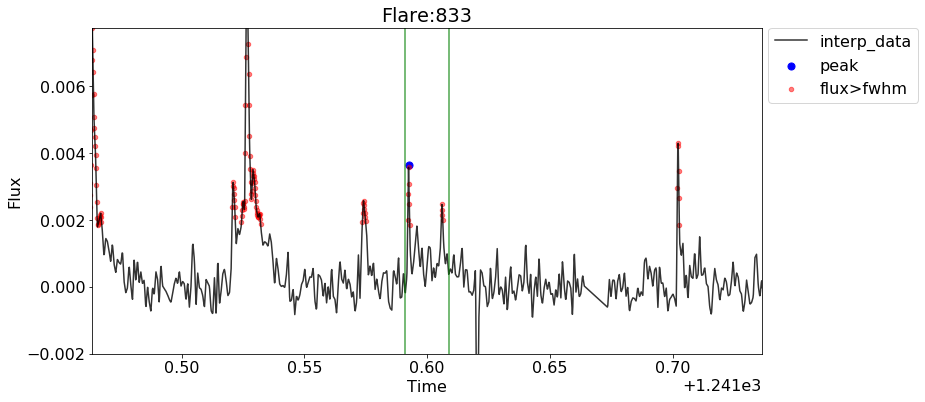 Flare:833
interp_data
peak
flux>fwhm
Flux
0.006
0.004
0.002
0.000
−0.002
0.50
0.55
0.60
0.65
0.70
Time
+1.241e3